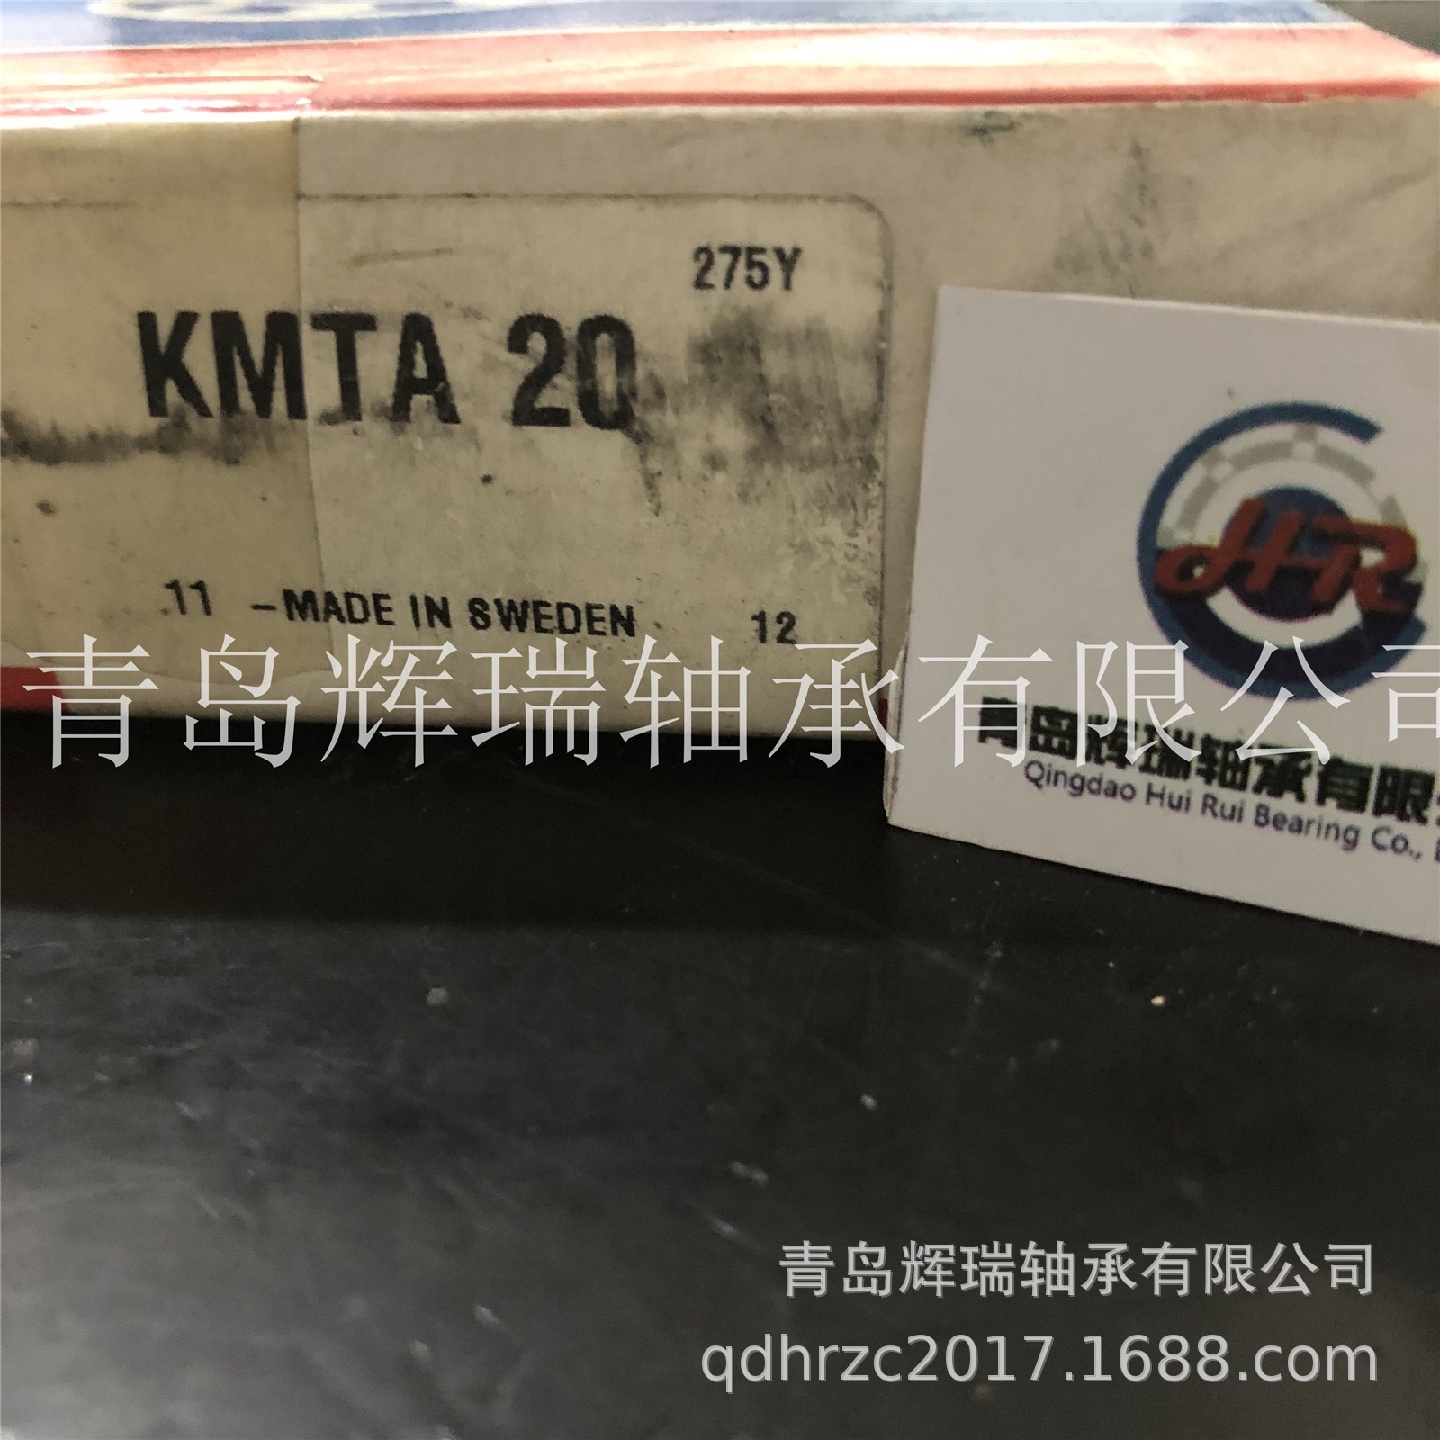 275Y
KMTA 20
11 – MADE IN SWEDEN 12
青岛辉瑞轴承有限公司
HR
青岛辉瑞轴承有限
Qingdao Hui Rui Bearing Co.,
青岛辉瑞轴承有限公司
qdhrzc2017.1688.com